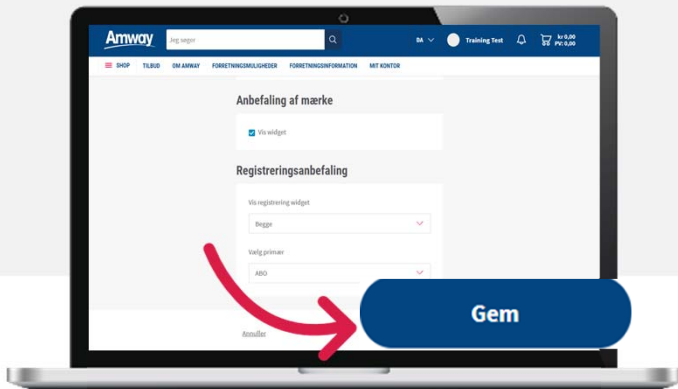 Amway
Jeg søger
DA
Training Test
kr 0,00
PV: 0,00
SHOP TILBUD OM AMWAY FORRETNINGSMULIGHEDER FORRETNINGSINFORMATION MIT KONTOR
Anbefaling af mærke
Vis widget
Registreringsanbefaling
Vis registrering widget
Begge
Vælg primær
ABO
Annuller
Gem